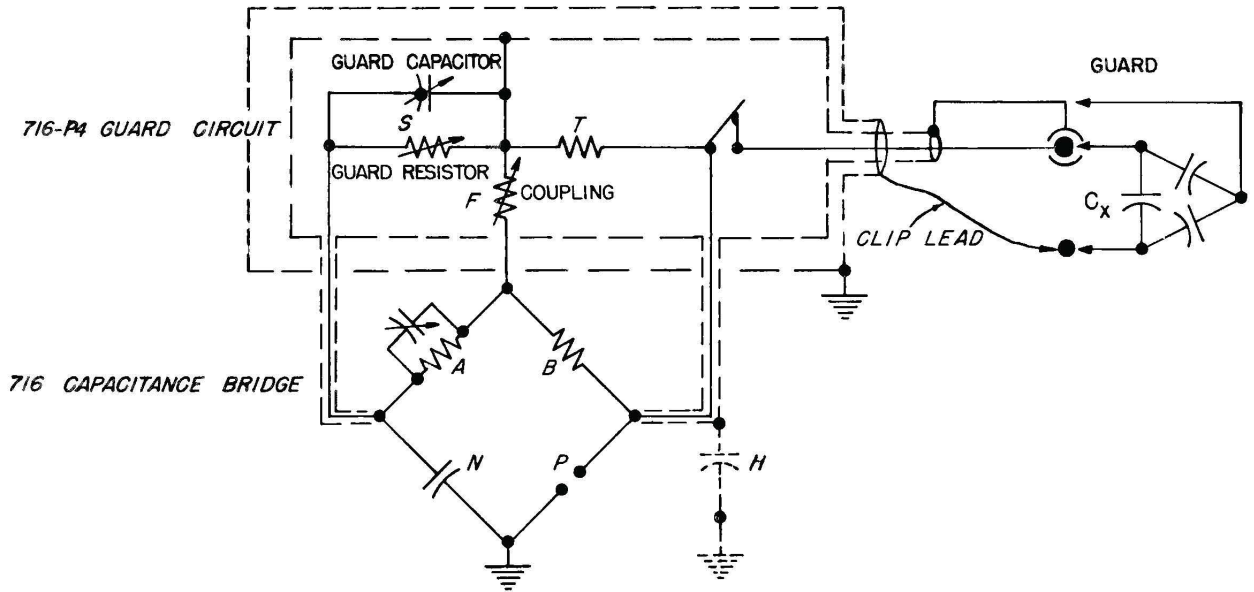 GUARD CAPACITOR
GUARD
716-P4 GUARD CIRCUIT
S
T
GUARD RESISTOR
F
COUPLING
Cx
CLIP LEAD
716 CAPACITANCE BRIDGE
A
B
N
P
H